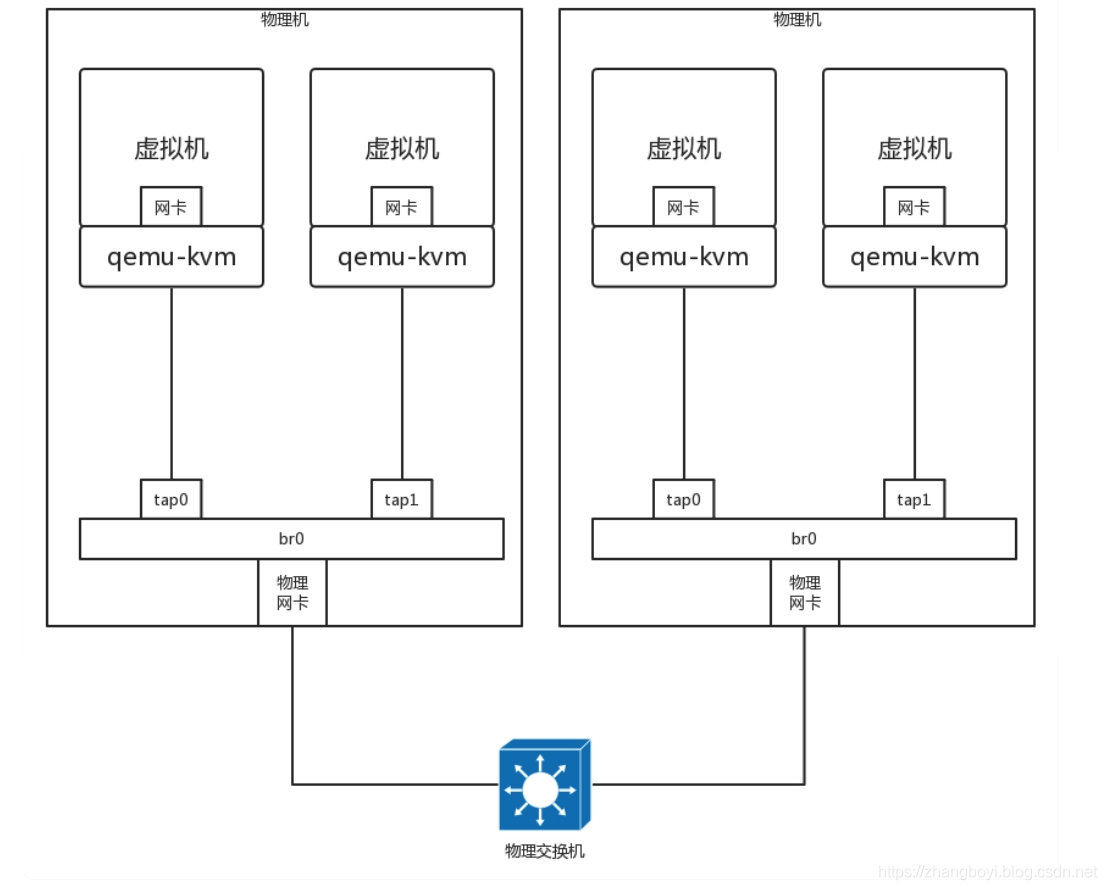 物理机
物理机
虚拟机
虚拟机
虚拟机
虚拟机
网卡
网卡
网卡
网卡
qemu-kvm
qemu-kvm
qemu-kvm
qemu-kvm
tap0
tap1
tap0
tap1
br0
br0
物理
网卡
物理
网卡
物理交换机
https://zhangboyi.blog.csdn.net